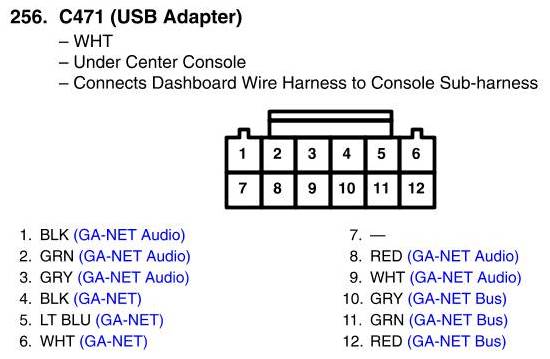 256. C471 (USB Adapter)
– WHT
– Under Center Console
– Connects Dashboard Wire Harness to Console Sub-harness
1 2 3 4 5 6
7 8 9 10 11 12
1. BLK (GA-NET Audio)
2. GRN (GA-NET Audio)
3. GRY (GA-NET Audio)
4. BLK (GA-NET)
5. LT BLU (GA-NET)
6. WHT (GA-NET)
7. —
8. RED (GA-NET Audio)
9. WHT (GA-NET Audio)
10. GRY (GA-NET Bus)
11. GRN (GA-NET Bus)
12. RED (GA-NET Bus)